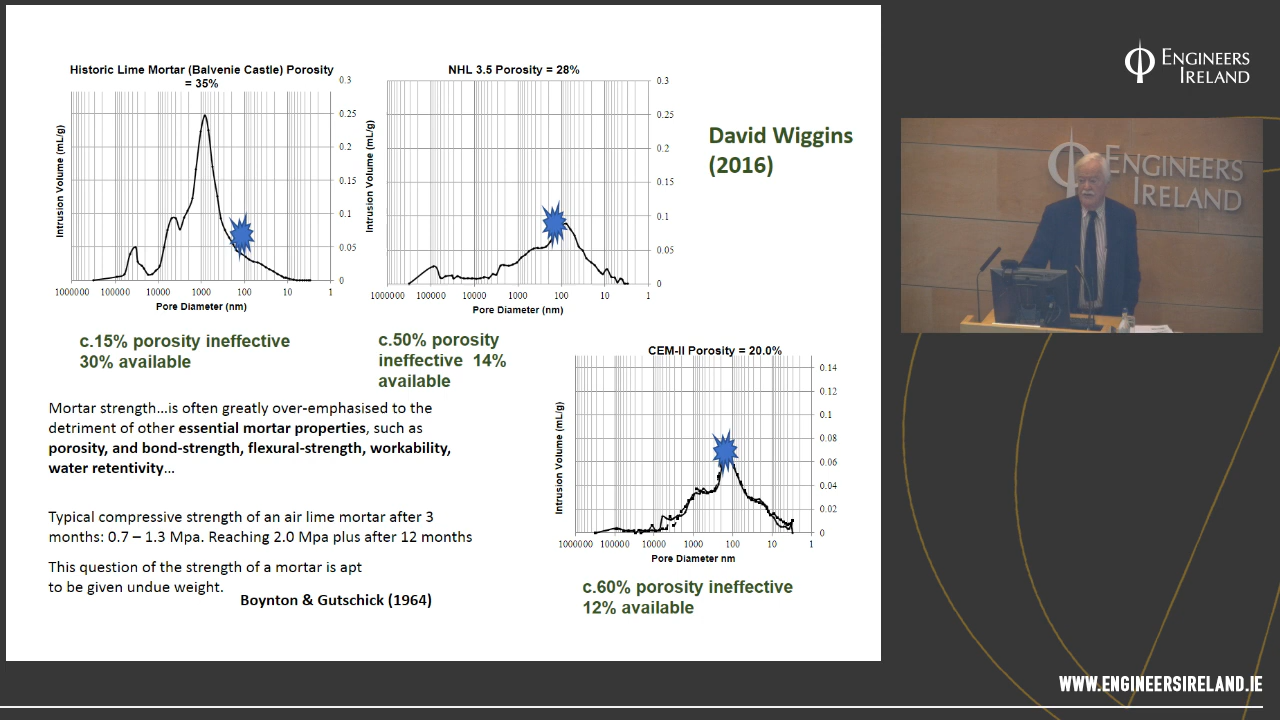 Historic Lime Mortar (Balvenie Castle) Porosity
= 35%
0.3
0.25
0.2
0.15
0.1
0.05
0
Intrusion Volume (mL/g)
1000000 100000 10000 1000 100 10 1
Pore Diameter (nm)
NHL 3.5 Porosity = 28%
0.3
0.25
0.2
0.15
0.1
0.05
0
Intrusion Volume (mL/g)
1000000 100000 10000 1000 100 10 1
Pore Diameter (nm)
David Wiggins
(2016)
c.15% porosity ineffective
30% available
c.50% porosity
ineffective 14%
available
CEM-II Porosity = 20.0%
0.14
0.12
0.1
0.08
0.06
0.04
0.02
0
Intrusion Volume (mL/g)
1000000 100000 10000 1000 100 10 1
Pore Diameter nm
c.60% porosity ineffective
12% available
Mortar strength...is often greatly over-emphasised to the
detriment of other essential mortar properties, such as
porosity, and bond-strength, flexural-strength, workability,
water retentivity...
Typical compressive strength of an air lime mortar after 3
months: 0.7 – 1.3 Mpa. Reaching 2.0 Mpa plus after 12 months
This question of the strength of a mortar is apt
to be given undue weight.
Boynton & Gutschick (1964)
ENGINEERS
IRELAND
ENGINEERS
IRELAND
WWW.ENGINEERSIRELAND.IE